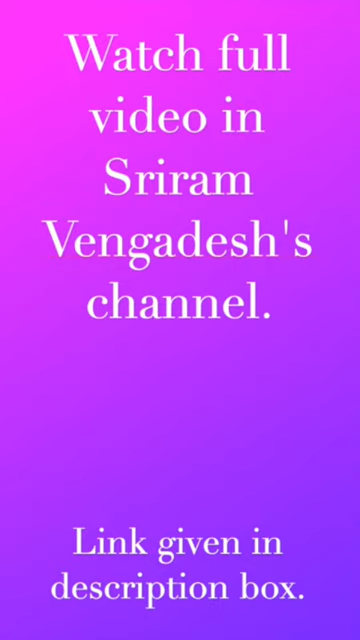 Watch full
video in
Sriram
Vengadesh's
channel.
Link given in
description box.